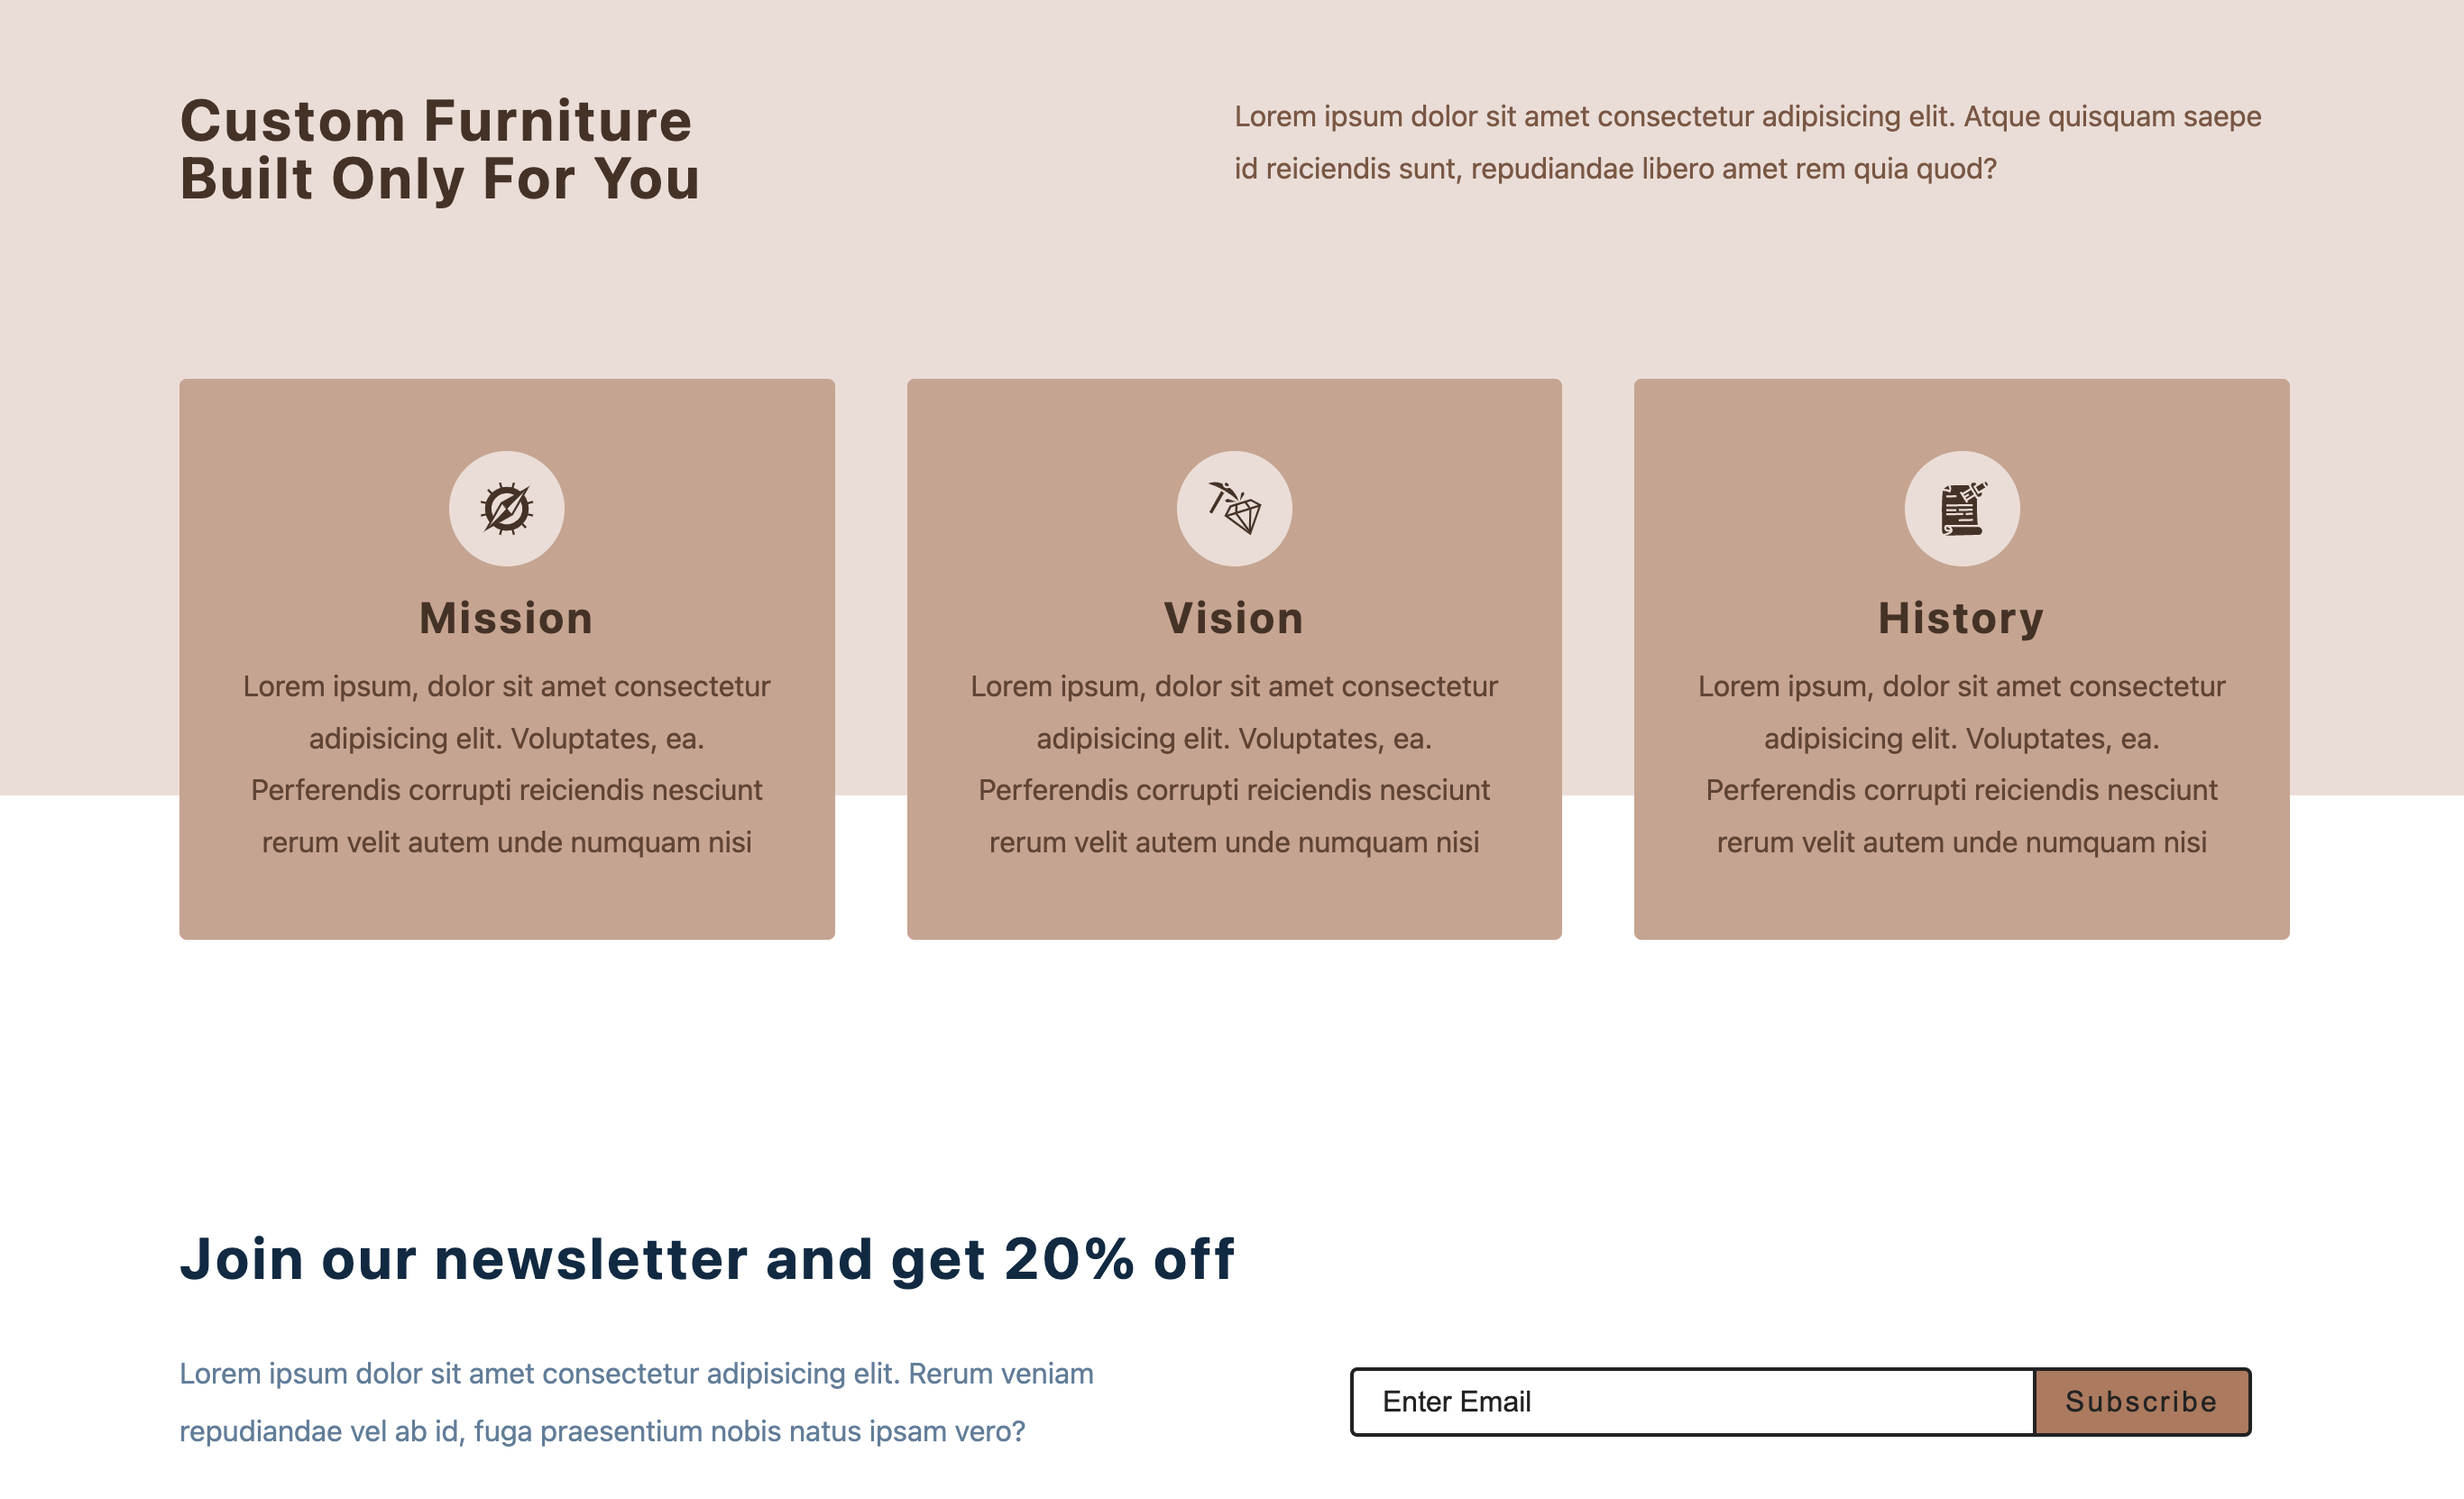 Custom Furniture
Built Only For You
Lorem ipsum dolor sit amet consectetur adipisicing elit. Atque quisquam saepe
id reiciendis sunt, repudiandae libero amet rem quia quod?
Mission
Lorem ipsum, dolor sit amet consectetur
adipisicing elit. Voluptates, ea.
Perferendis corrupti reiciendis nesciunt
rerum velit autem unde numquam nisi
Vision
Lorem ipsum, dolor sit amet consectetur
adipisicing elit. Voluptates, ea.
Perferendis corrupti reiciendis nesciunt
rerum velit autem unde numquam nisi
History
Lorem ipsum, dolor sit amet consectetur
adipisicing elit. Voluptates, ea.
Perferendis corrupti reiciendis nesciunt
rerum velit autem unde numquam nisi
Join our newsletter and get 20% off
Lorem ipsum dolor sit amet consectetur adipisicing elit. Rerum veniam
repudiandae vel ab id, fuga praesentium nobis natus ipsam vero?
Enter Email
Subscribe